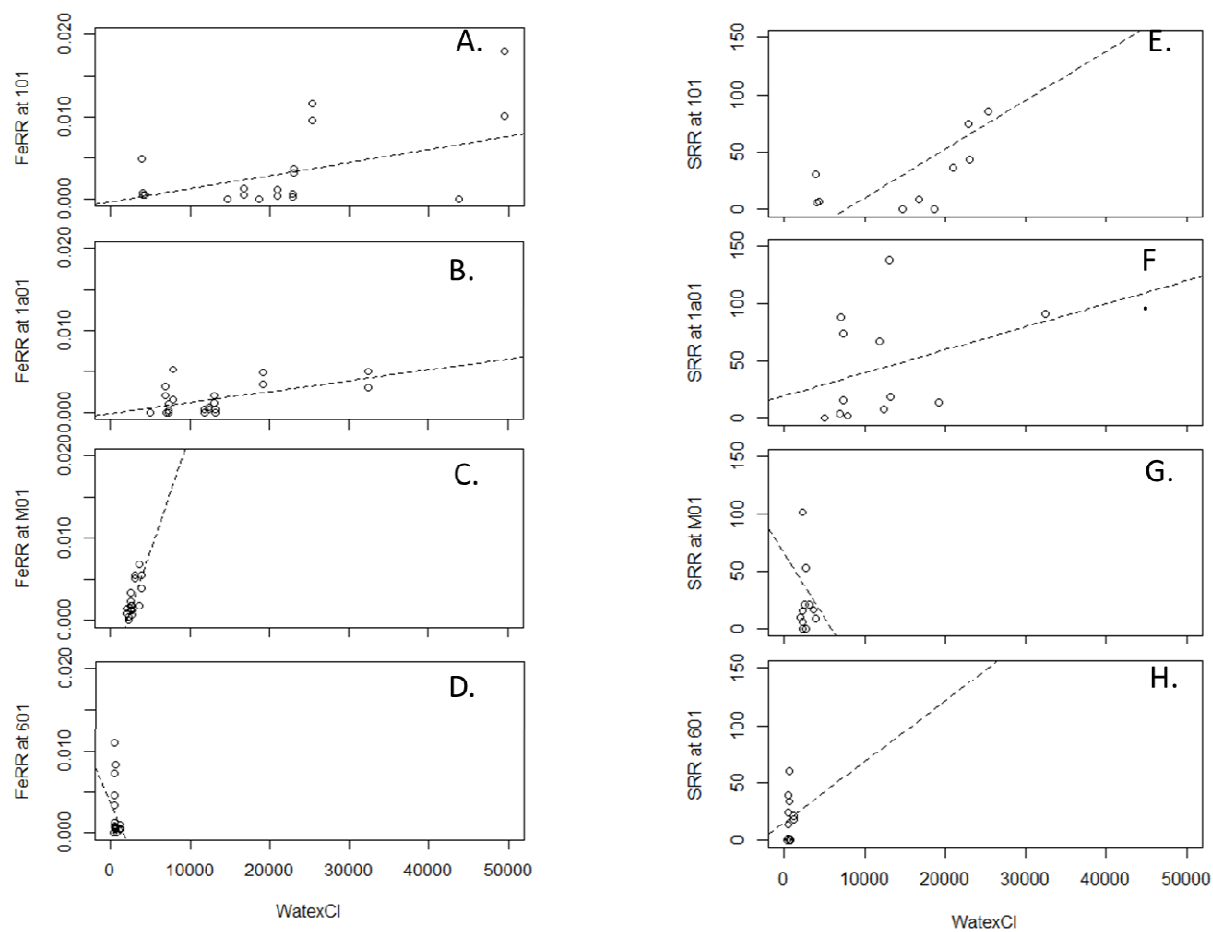 A.
FeRR at 101
0.000 0.010 0.020
B.
FeRR at 1a01
0.000 0.010 0.020
C.
FeRR at M01
0.000 0.010 0.020
D.
FeRR at 601
0.000 0.010 0.020
0 10000 20000 30000 40000 50000
WatexCl
E.
SRR at 101
0 50 100 150
F
SRR at 1a01
0 50 100 150
G.
SRR at M01
0 50 100 150
H.
SRR at 601
0 50 100 150
0 10000 20000 30000 40000 50000
WatexCl